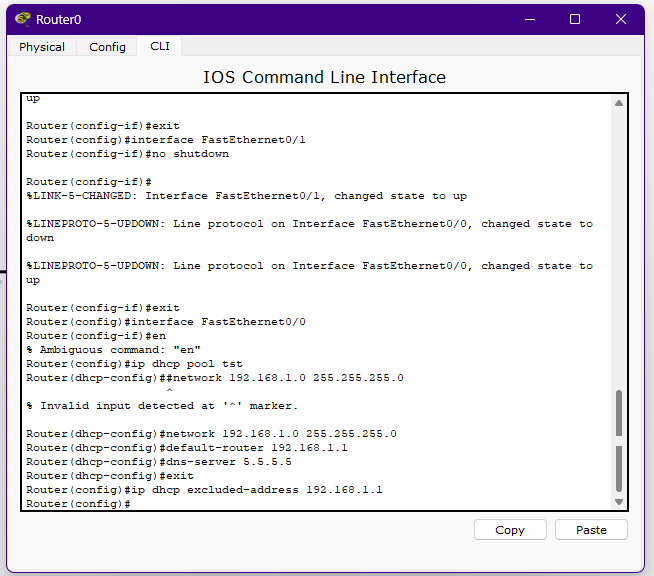 Router0
Physical Config CLI
IOS Command Line Interface
up
Router(config-if)#exit
Router(config)#interface FastEthernet0/1
Router(config-if)#no shutdown
Router(config-if)#
%LINK-5-CHANGED: Interface FastEthernet0/1, changed state to up
%LINEPROTO-5-UPDOWN: Line protocol on Interface FastEthernet0/0, changed state to
down
%LINEPROTO-5-UPDOWN: Line protocol on Interface FastEthernet0/0, changed state to
up
Router(config-if)#exit
Router(config)#interface FastEthernet0/0
Router(config-if)#en
% Ambiguous command: "en"
Router(config)#ip dhcp pool tst
Router(dhcp-config)##network 192.168.1.0 255.255.255.0
^
% Invalid input detected at '^' marker.
Router(dhcp-config)#network 192.168.1.0 255.255.255.0
Router(dhcp-config)#default-router 192.168.1.1
Router(dhcp-config)#dns-server 5.5.5.5
Router(dhcp-config)#exit
Router(config)#ip dhcp excluded-address 192.168.1.1
Router(config)#
Copy Paste